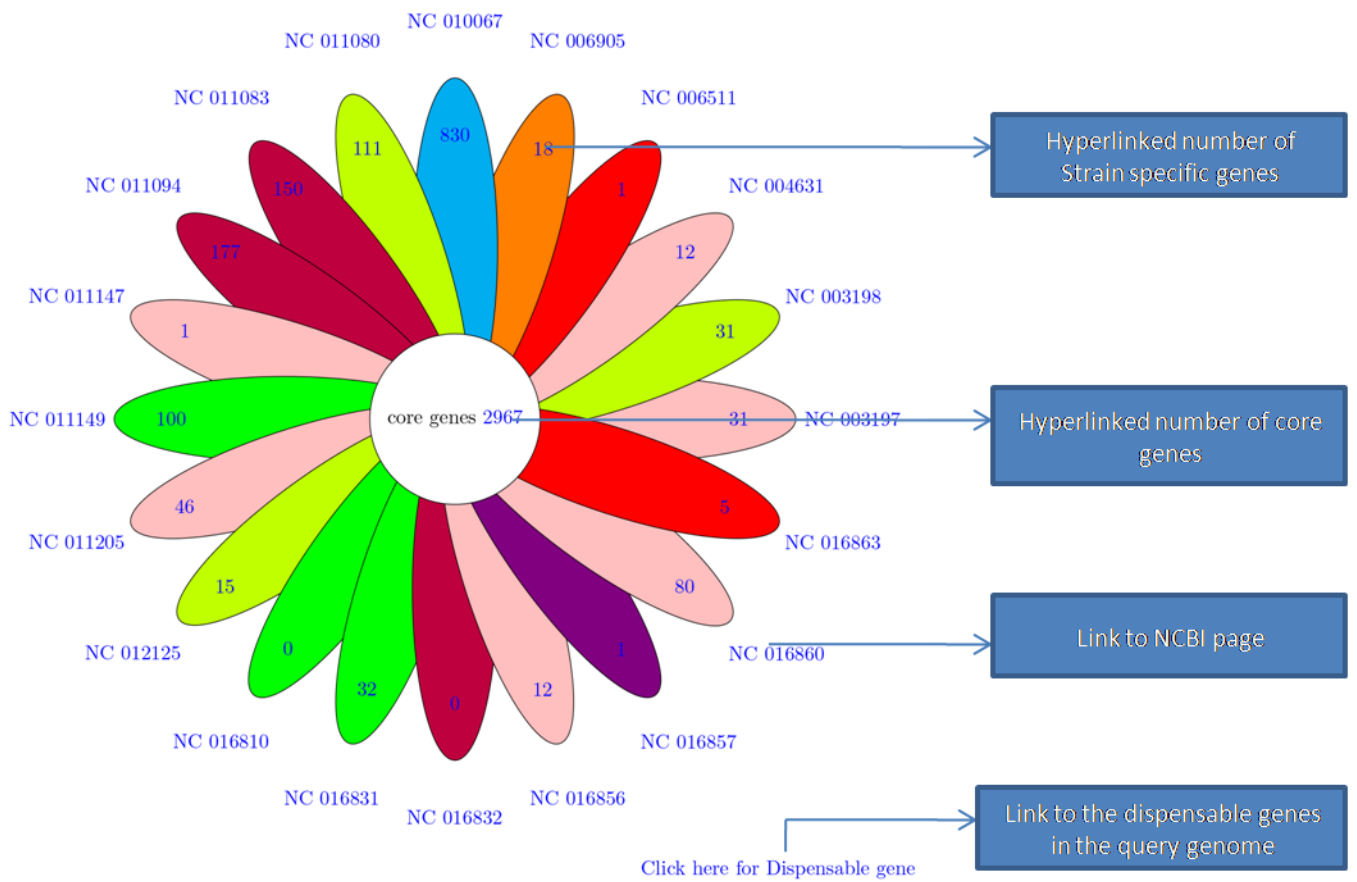 NC 010067
NC 011080
NC 006905
NC 011083
NC 006511
NC 011094
NC 004631
NC 011147
NC 003198
NC 011149
NC 003197
NC 011205
NC 016863
NC 012125
NC 016860
NC 016810
NC 016857
NC 016831
NC 016856
NC 016832
830
111
18
150
1
177
12
1
31
100
31
46
5
15
80
0
1
32
12
0
core genes 2967
Hyperlinked number of
Strain specific genes
Hyperlinked number of core
genes
Link to NCBI page
Link to the dispensable genes
in the query genome
Click here for Dispensable gene